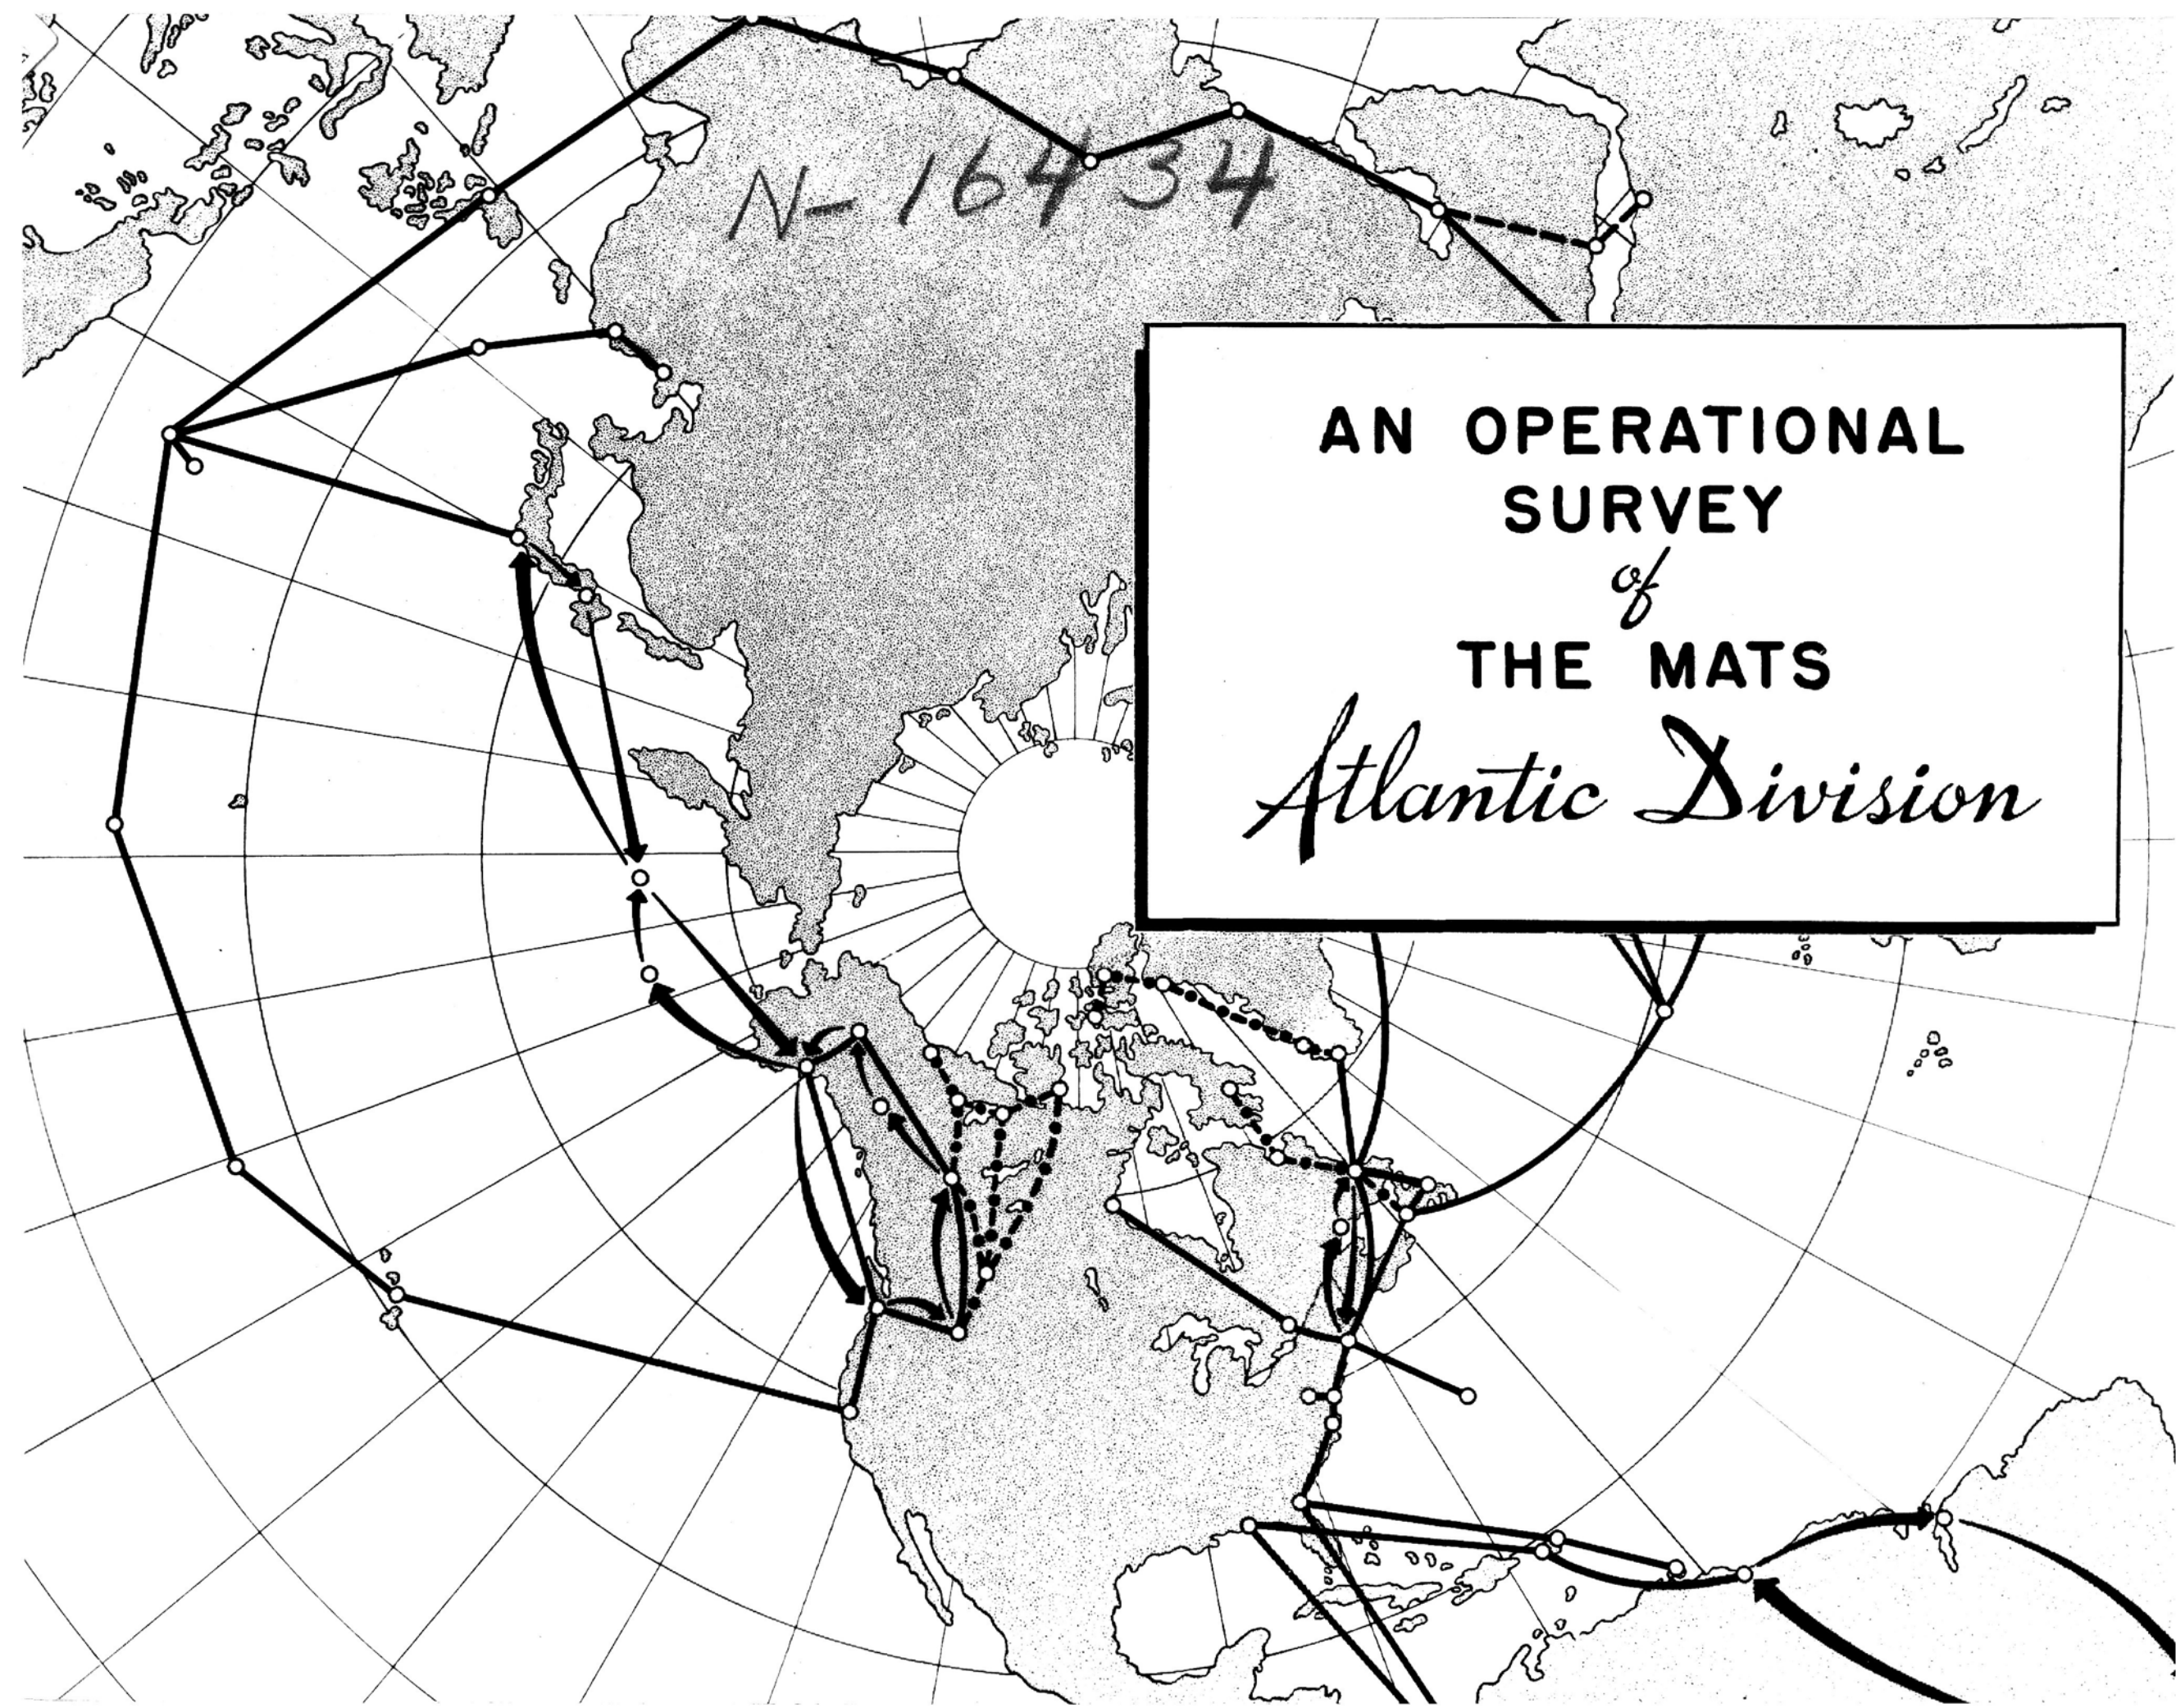 N-16434
AN OPERATIONAL
SURVEY
of
THE MATS
Atlantic Division